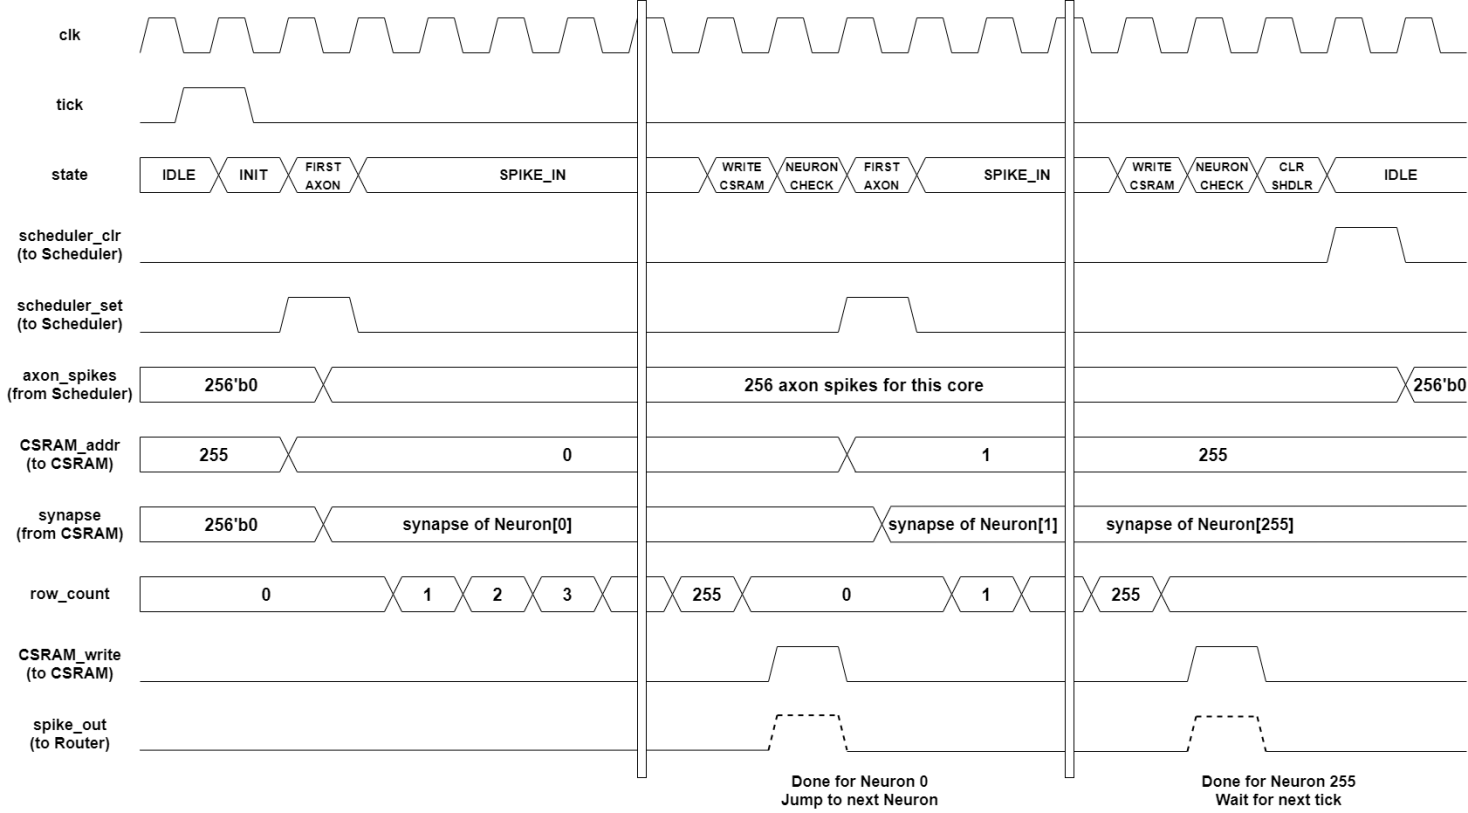 clk
tick
state
IDLE
INIT
FIRST
AXON
SPIKE_IN
WRITE
CSRAM
NEURON
CHECK
FIRST
AXON
SPIKE_IN
WRITE
CSRAM
NEURON
CHECK
CLR
SHDLR
IDLE
scheduler_clr
(to Scheduler)
scheduler_set
(to Scheduler)
axon_spikes
(from Scheduler)
256'b0
256 axon spikes for this core
256'b0
CSRAM_addr
(to CSRAM)
255
0
1
255
synapse
(from CSRAM)
256'b0
synapse of Neuron[0]
synapse of Neuron[1]
synapse of Neuron[255]
row_count
0
1
2
3
255
0
1
255
CSRAM_write
(to CSRAM)
spike_out
(to Router)
Done for Neuron 0
Jump to next Neuron
Done for Neuron 255
Wait for next tick